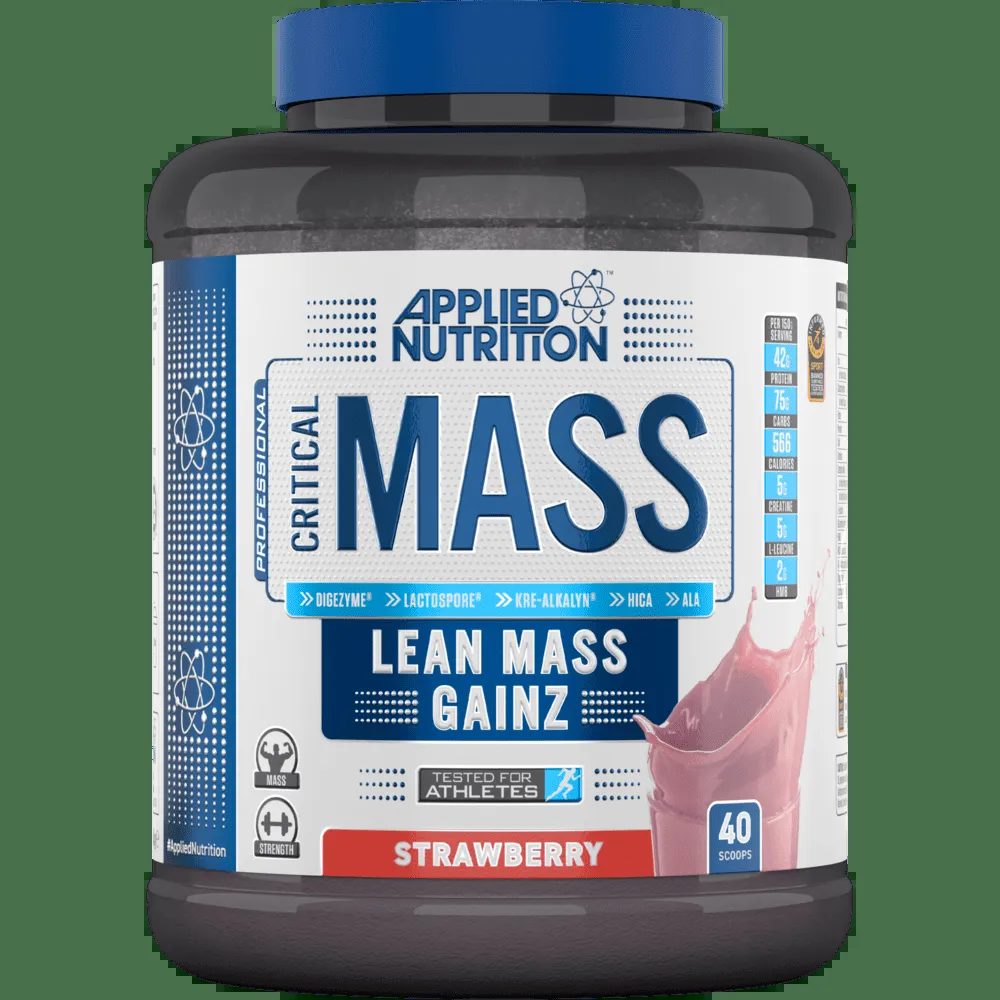 APPLIED
NUTRITION
™
PROFESSIONAL
CRITICAL
MASS
DIGEZYME® LACTOSPORE® KRE-ALKALYN® HICA ALA
LEAN MASS
GAINZ
TESTED FOR
ATHLETES
MASS
STRENGTH
#AppliedNutrition
STRAWBERRY
40
SCOOPS
PER 150G
SERVING
42G
PROTEIN
75G
CARBS
566
CALORIES
5G
CREATINE
5G
L-LEUCINE
2G
HMB
SPORT